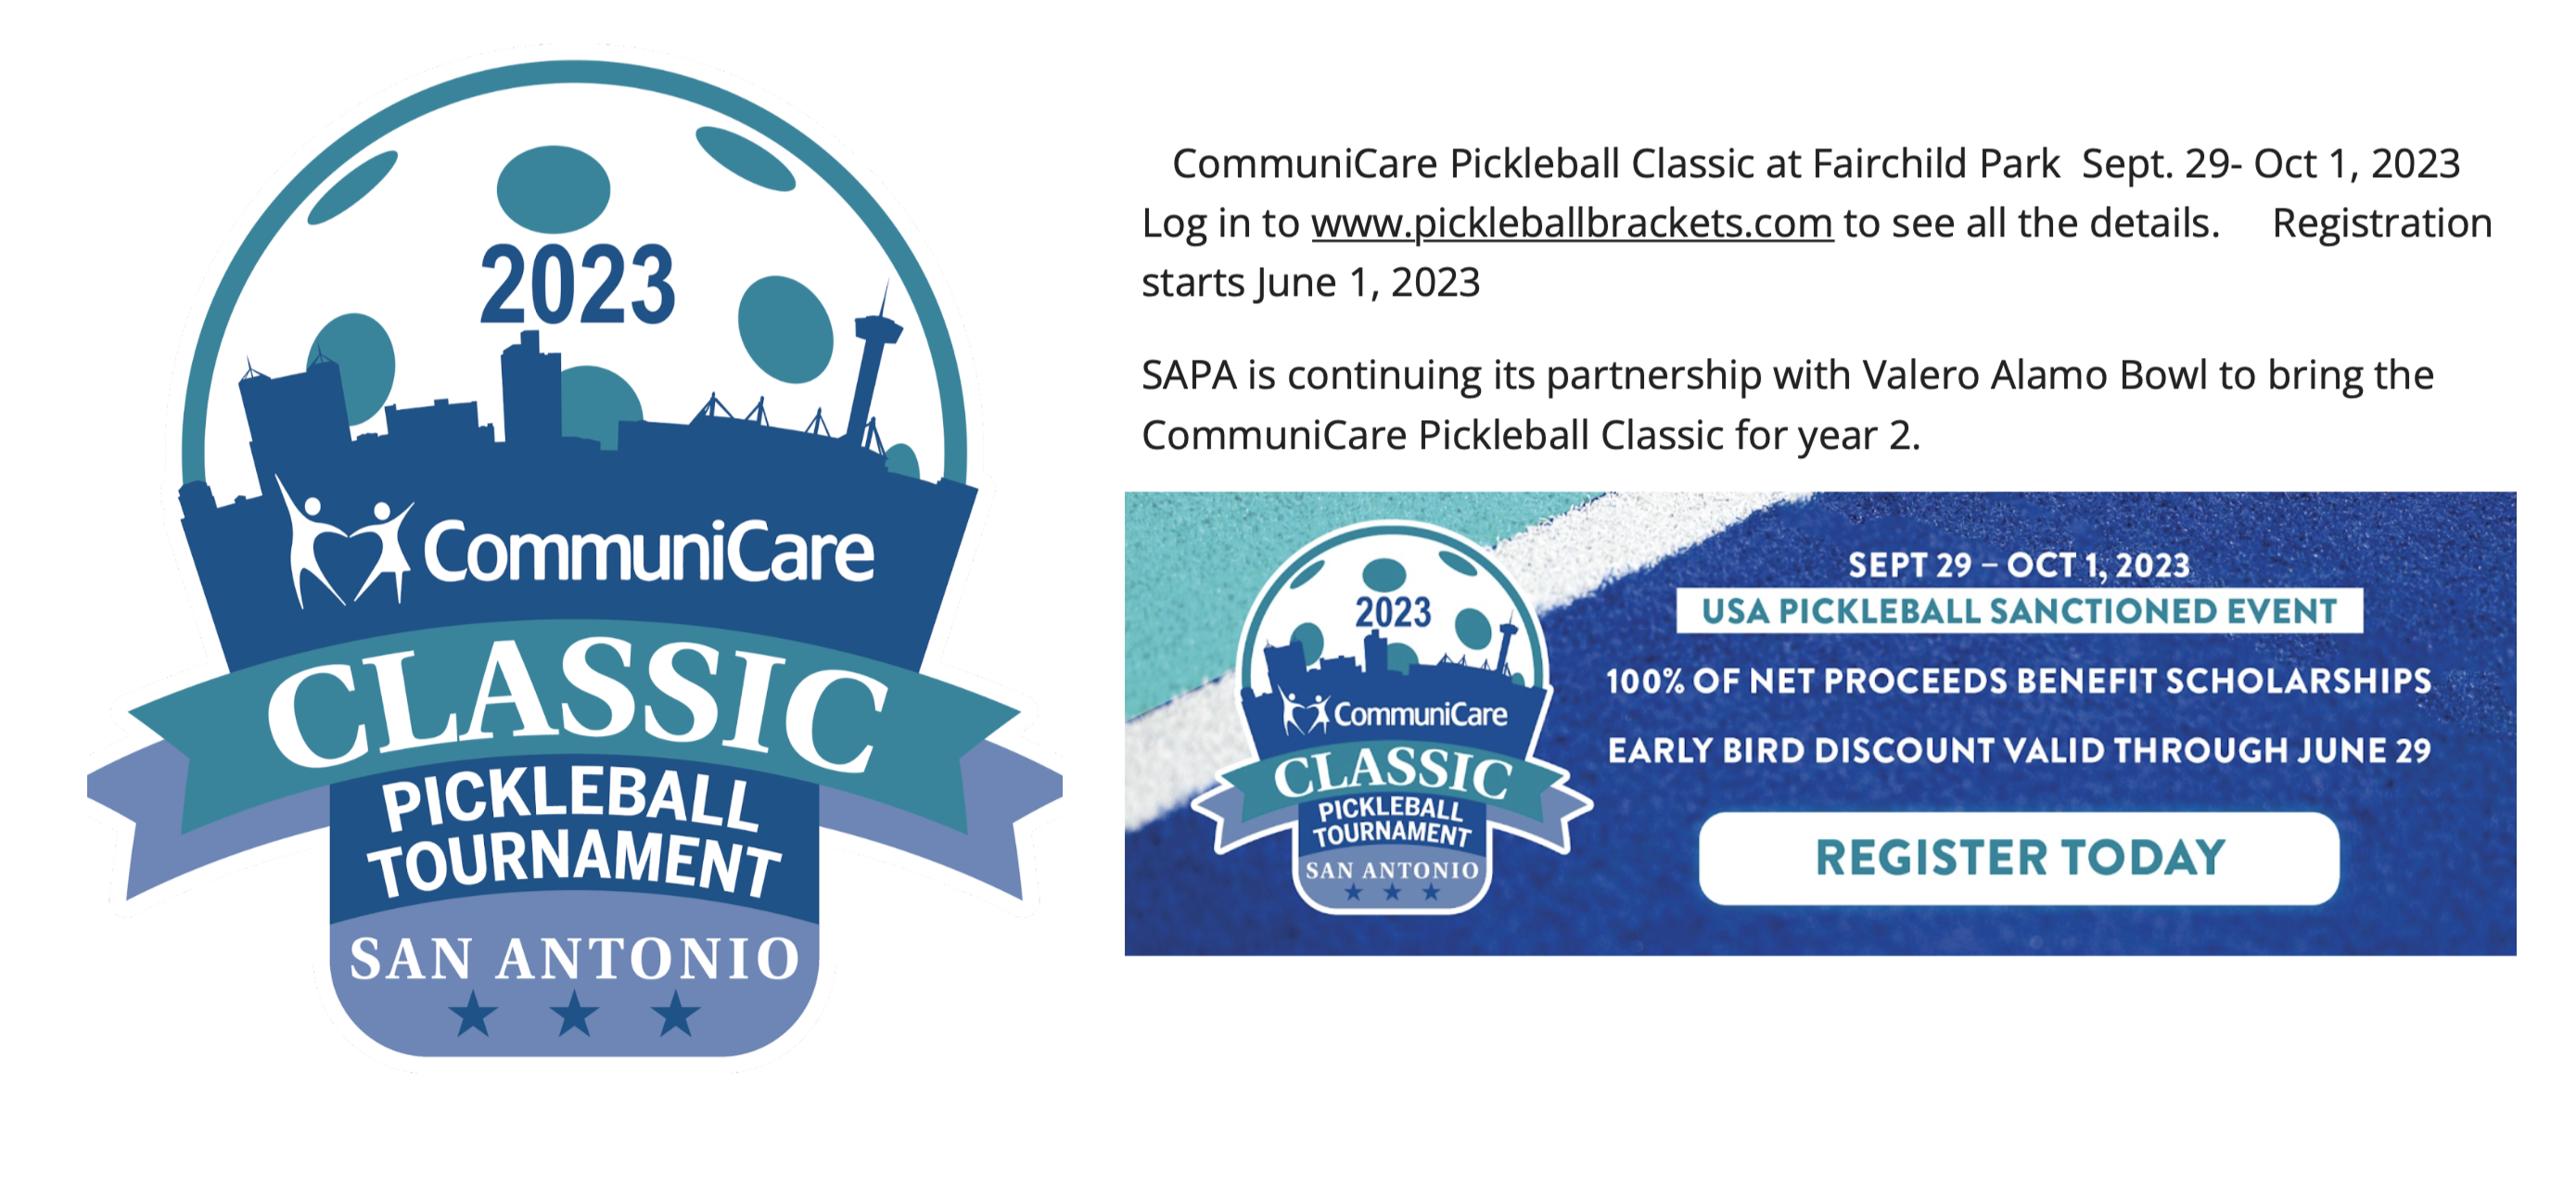 2023
CommuniCare
CLASSIC
PICKLEBALL
TOURNAMENT
SAN ANTONIO
CommuniCare Pickleball Classic at Fairchild Park  Sept. 29- Oct 1, 2023
Log in to www.pickleballbrackets.com to see all the details.    Registration
starts June 1, 2023
SAPA is continuing its partnership with Valero Alamo Bowl to bring the
CommuniCare Pickleball Classic for year 2.
2023
CommuniCare
CLASSIC
PICKLEBALL
TOURNAMENT
SAN ANTONIO
SEPT 29 – OCT 1, 2023
USA PICKLEBALL SANCTIONED EVENT
100% OF NET PROCEEDS BENEFIT SCHOLARSHIPS
EARLY BIRD DISCOUNT VALID THROUGH JUNE 29
REGISTER TODAY